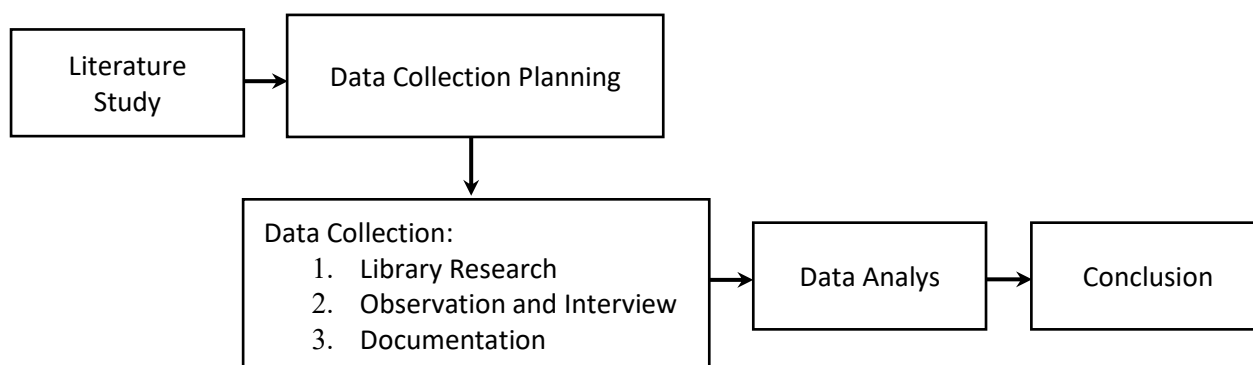 Literature
Study
Data Collection Planning
Data Collection:
1. Library Research
2. Observation and Interview
3. Documentation
Data Analys
Conclusion